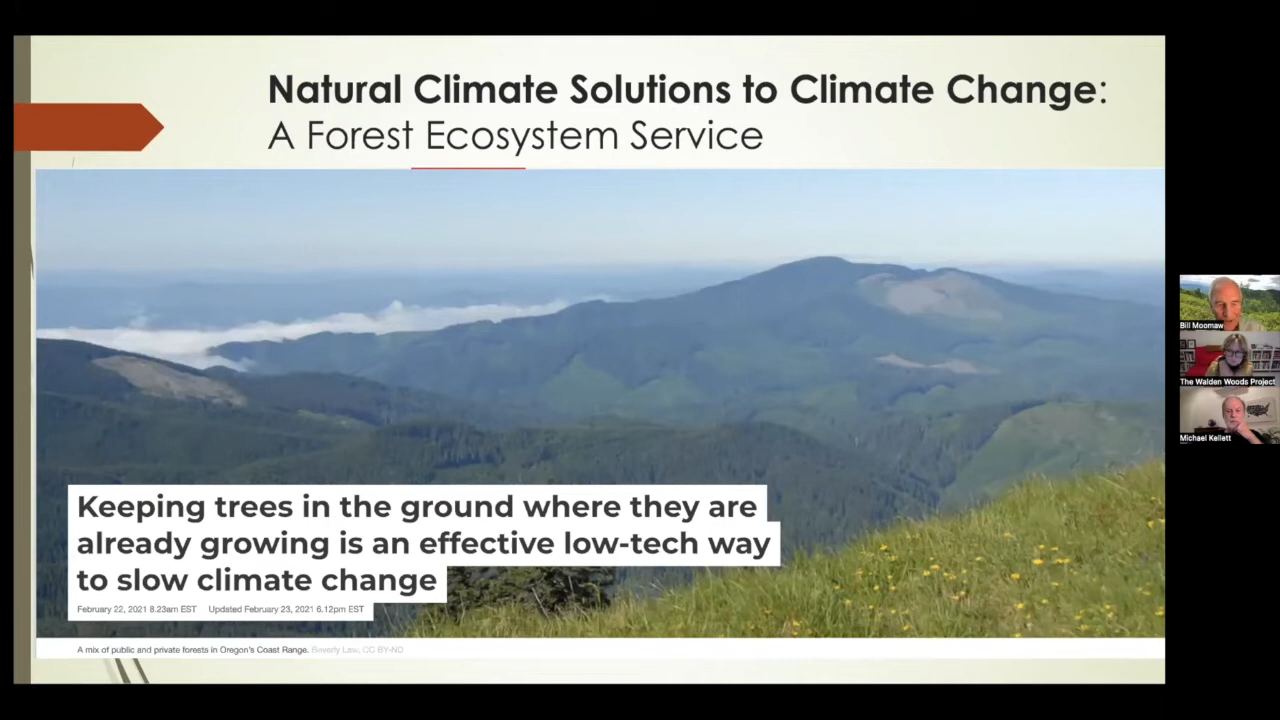 Natural Climate Solutions to Climate Change:
A Forest Ecosystem Service
Keeping trees in the ground where they are
already growing is an effective low-tech way
to slow climate change
February 22, 2021 8.23am EST Updated February 23, 2021 6.12pm EST
A mix of public and private forests in Oregon's Coast Range. Beverly Law, CC BY-ND
Bill Moomaw
The Walden Woods Project
Michael Kellett